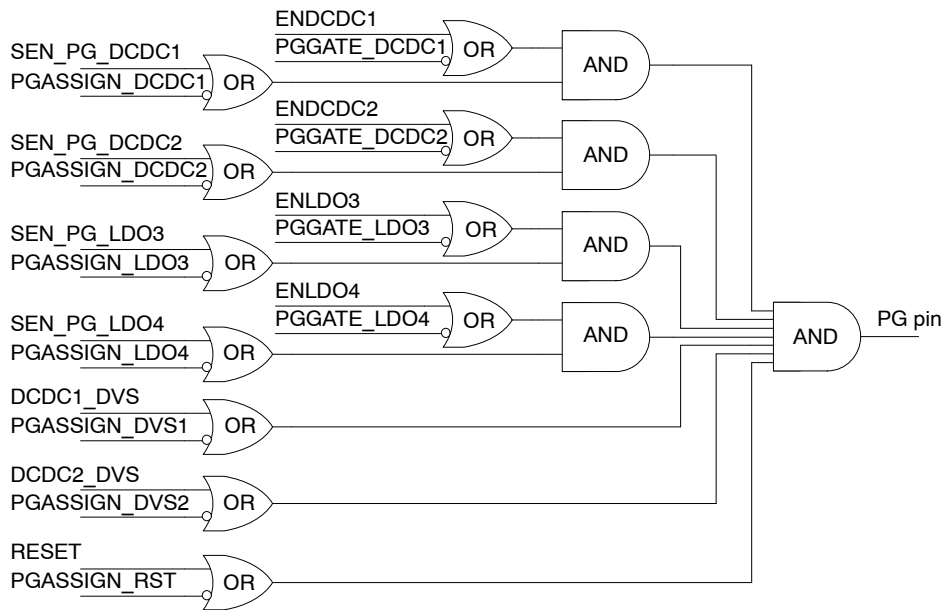 ENDCDC1
PGGATE_DCDC1
OR
AND
SEN_PG_DCDC1
PGASSIGN_DCDC1
OR
ENDCDC2
PGGATE_DCDC2
OR
AND
SEN_PG_DCDC2
PGASSIGN_DCDC2
OR
ENLDO3
PGGATE_LDO3
OR
AND
SEN_PG_LDO3
PGASSIGN_LDO3
OR
ENLDO4
PGGATE_LDO4
OR
AND
SEN_PG_LDO4
PGASSIGN_LDO4
OR
AND
PG pin
DCDC1_DVS
PGASSIGN_DVS1
OR
DCDC2_DVS
PGASSIGN_DVS2
OR
RESET
PGASSIGN_RST
OR